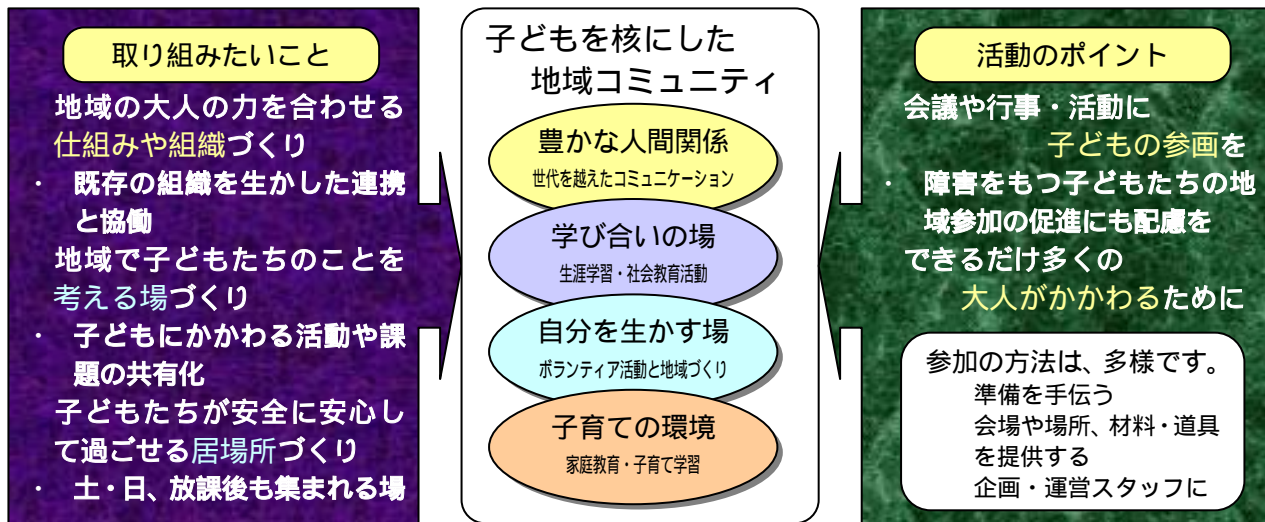 取り組みたいこと
地域の大人の力を合わせる
仕組みや組織づくり
・ 既存の組織を生かした連携
と協働
地域で子どもたちのことを
考える場づくり
・ 子どもにかかわる活動や課
題の共有化
子どもたちが安全に安心し
て過ごせる居場所づくり
・ 土・日、放課後も集まれる場
子どもを核にした
地域コミュニティ
豊かな人間関係
世代を越えたコミュニケーション
学び合いの場
生涯学習・社会教育活動
自分を生かす場
ボランティア活動と地域づくり
子育ての環境
家庭教育・子育て学習
活動のポイント
会議や行事・活動に
子どもの参画を
・ 障害をもつ子どもたちの地
域参加の促進にも配慮を
できるだけ多くの
大人がかかわるために
参加の方法は、多様です。
準備を手伝う
会場や場所、材料・道具
を提供する
企画・運営スタッフに